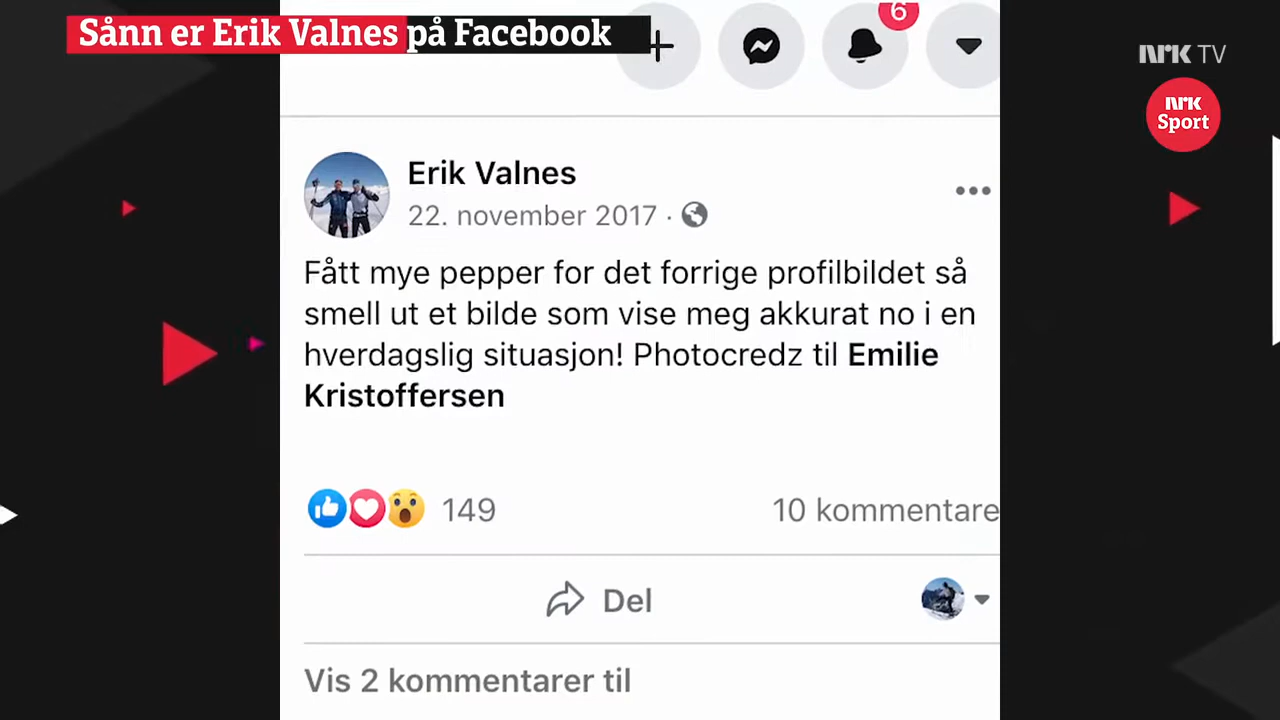 Sånn er Erik Valnes på Facebook
6
nrk TV
nrk
Sport
Erik Valnes
22. november 2017 ·
Fått mye pepper for det forrige profilbildet så
smell ut et bilde som vise meg akkurat no i en
hverdagslig situasjon! Photocredz til Emilie
Kristoffersen
149
10 kommentare
Del
Vis 2 kommentarer til